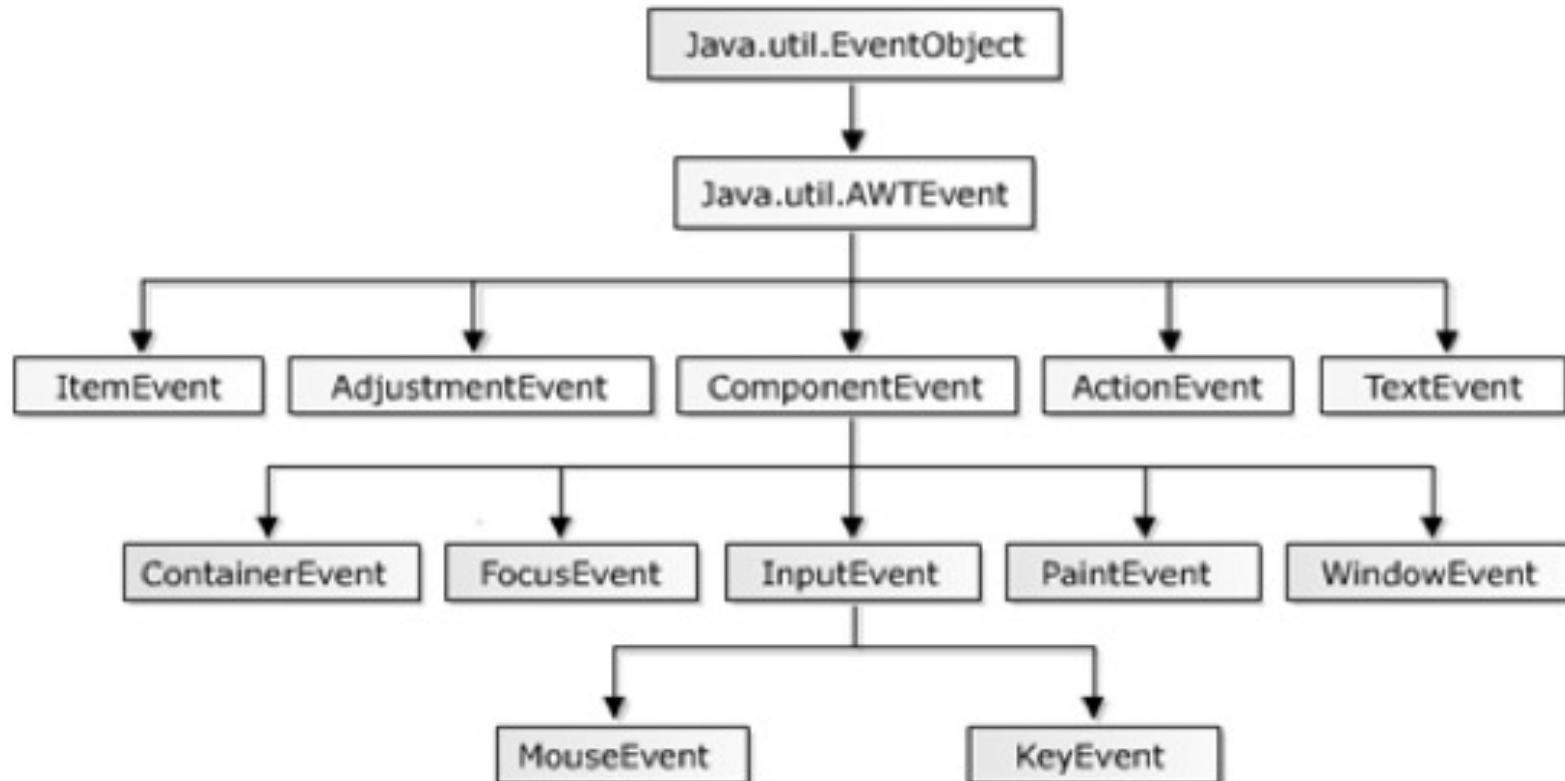 Java.util.EventObject
Java.util.AWTEvent
ItemEvent
AdjustmentEvent
ComponentEvent
ActionEvent
TextEvent
ContainerEvent
FocusEvent
InputEvent
PaintEvent
WindowEvent
MouseEvent
KeyEvent